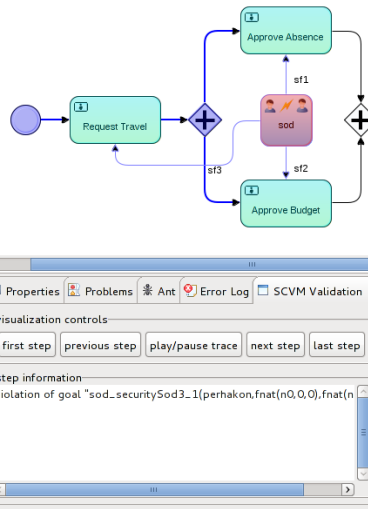 Approve Absence
sf1
Request Travel
sod
sf3
sf2
Approve Budget
Properties
Problems
Ant
Error Log
SCVM Validation
isualization controls
first step
previous step
play/pause trace
next step
last step
step information
iolation of goal "sod_securitySod3_1(perhakon,fnat(n0,0,0),fnat(n